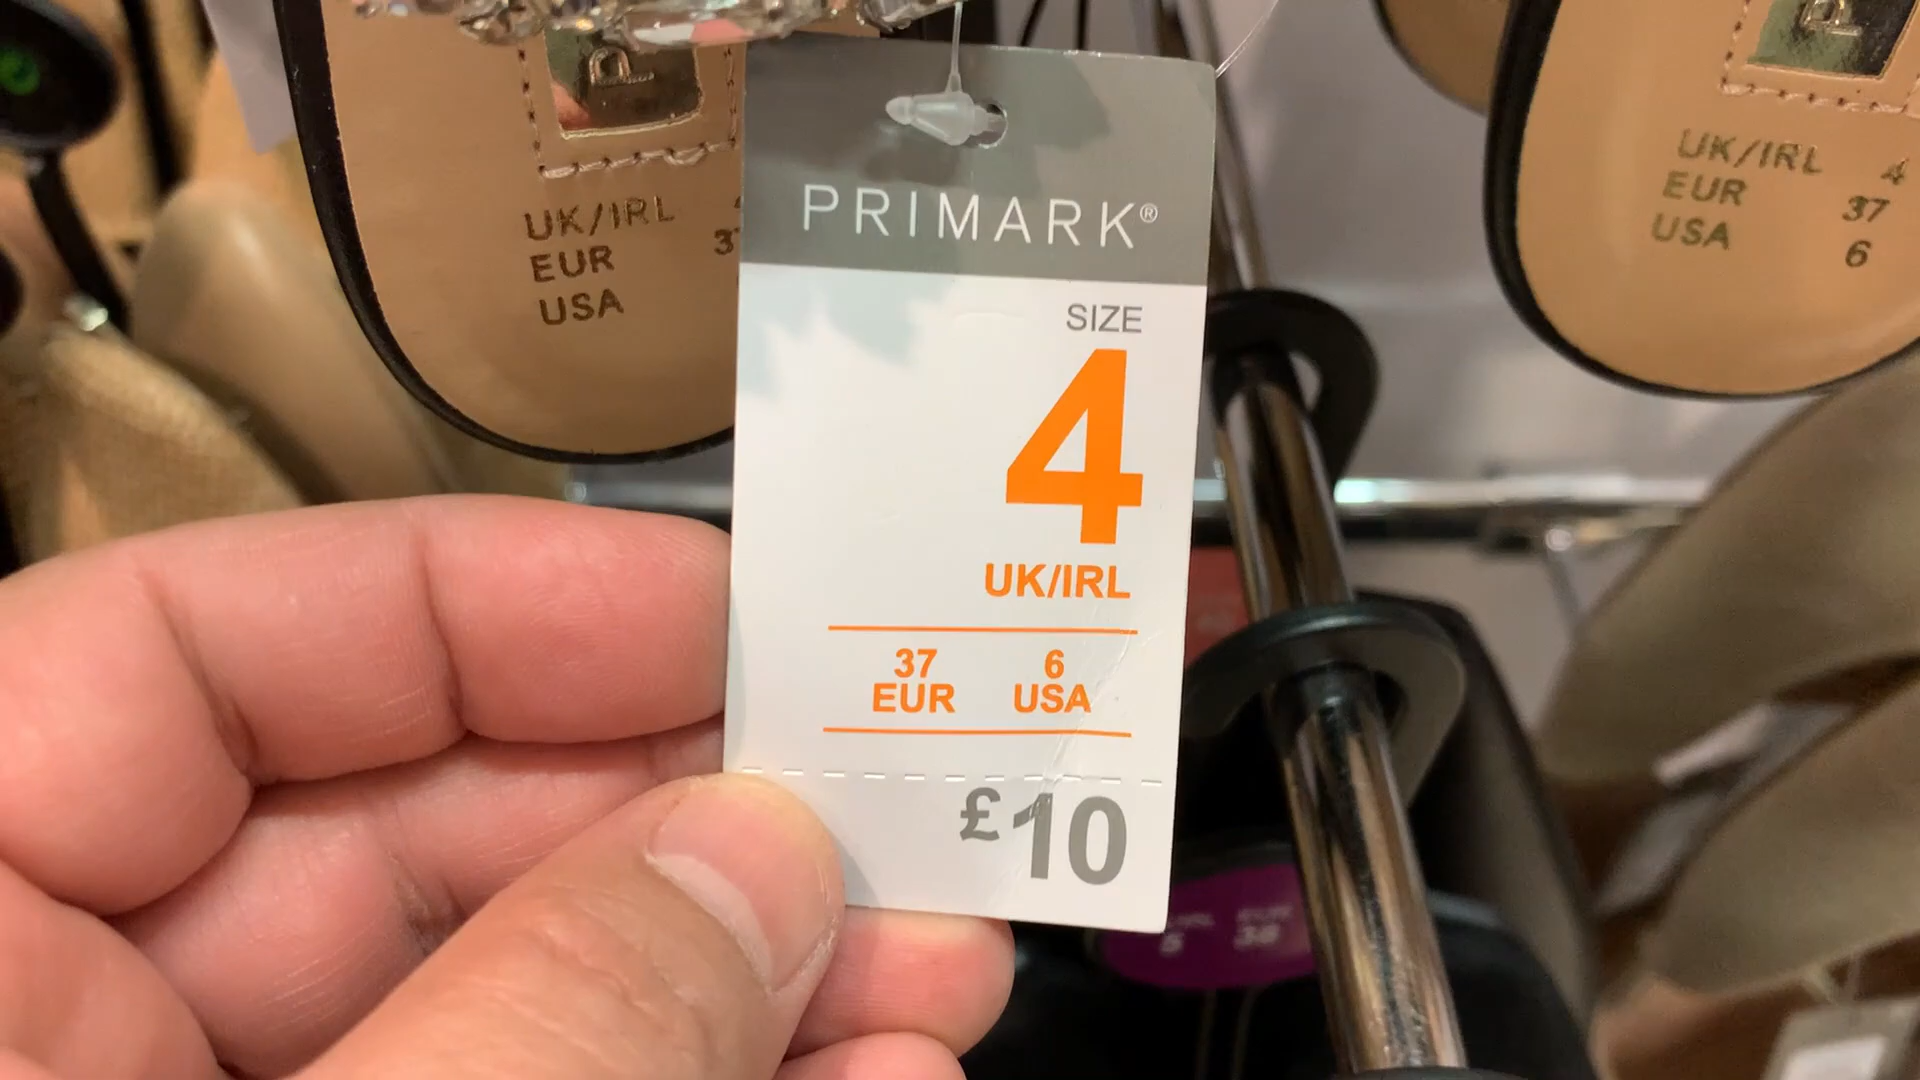 PRIMARK®
SIZE
4
UK/IRL
37 6
EUR USA
£10
P
UK/IRL
EUR
USA
P
UK/IRL 4
EUR 37
USA 6